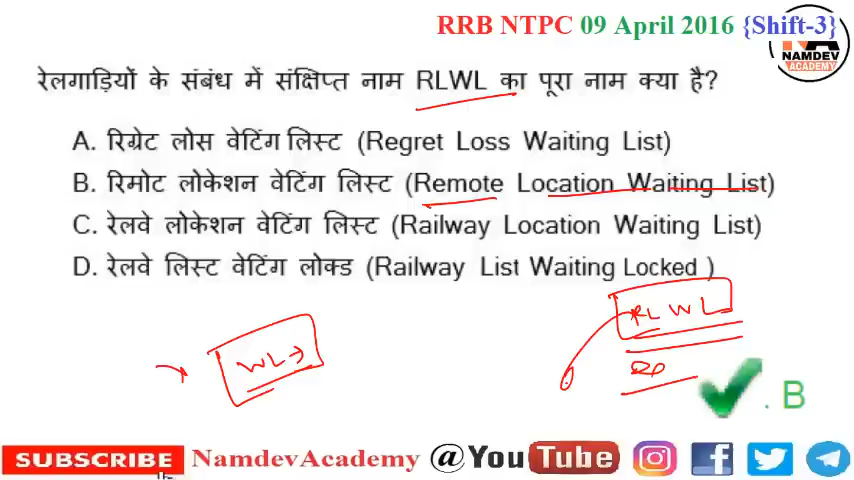 RRB NTPC 09 April 2016 {Shift-3}
NAMDEV
ACADEMY
रेलगाड़ियों के संबंध में संक्षिप्त नाम RLWL का पूरा नाम क्या है?
A. रिग्रेट लोस वेटिंग लिस्ट (Regret Loss Waiting List)
B. रिमोट लोकेशन वेटिंग लिस्ट (Remote Location Waiting List)
C. रेलवे लोकेशन वेटिंग लिस्ट (Railway Location Waiting List)
D. रेलवे लिस्ट वेटिंग लोक्ड (Railway List Waiting Locked )
RLWL
WL
. B
SUBSCRIBE NamdevAcademy @YouTube